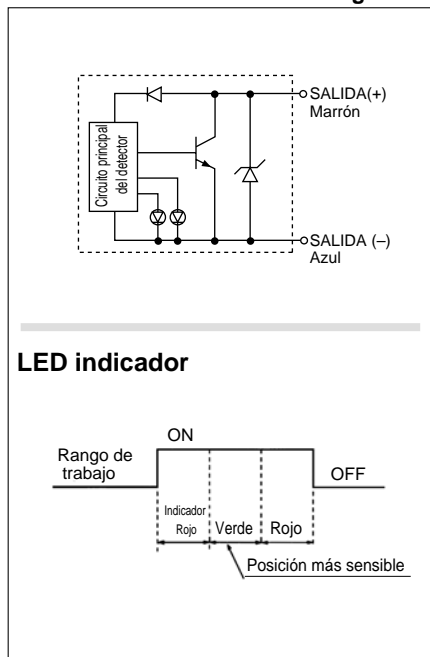 SALIDA(+)
Marrón
Circuito principal
del detector
SALIDA (–)
Azul
LED indicador
ON
Rango de
trabajo
OFF
Indicador
Rojo
Verde
Rojo
Posición más sensible